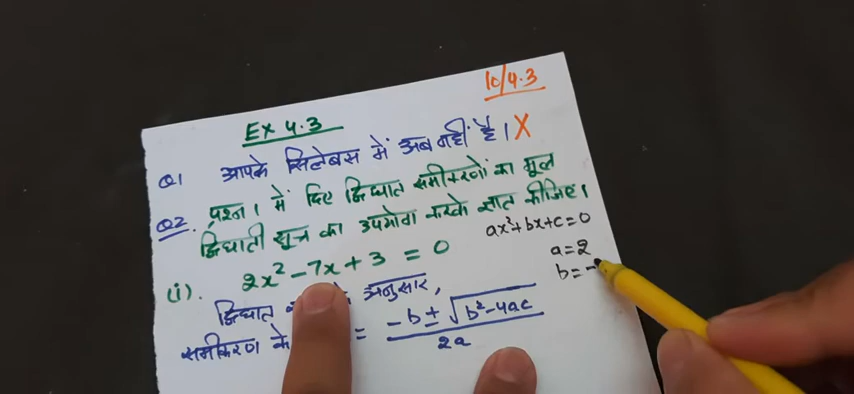 10/4.3
EX 4.3
Q1 आपके सिलेबस में अब नहीं है। X
Q2. प्रश्न 1 में दिए द्विघात समीकरणों का मूल
द्विघाती सूत्र का उपयोग करके ज्ञात कीजिए।
ax²+bx+c=0
(i). 2x² - 7x + 3 = 0
a=2
b=-
द्विघात के अनुसार,
समीकरण के = -b ± √b²-4ac / 2a